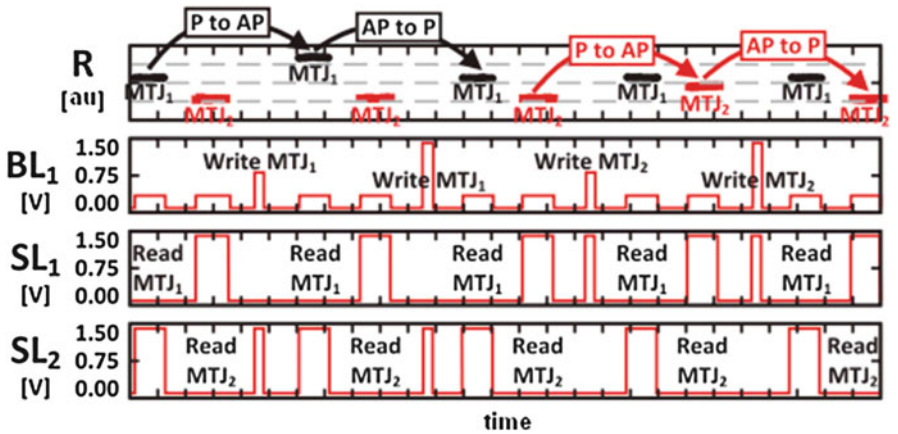 P to AP AP to P
P to AP AP to P
R
[au]
MTJ1 MTJ2 MTJ1 MTJ2 MTJ1 MTJ2 MTJ1 MTJ2 MTJ1 MTJ2
BL1
[V]
1.50
0.75
0.00
Write MTJ1 Write MTJ1 Write MTJ2 Write MTJ2
SL1
[V]
1.50
0.75
0.00
Read Read Read Read Read
MTJ1 MTJ1 MTJ1 MTJ1 MTJ1
SL2
[V]
1.50
0.75
0.00
Read Read Read Read Read
MTJ2 MTJ2 MTJ2 MTJ2 MTJ2
time